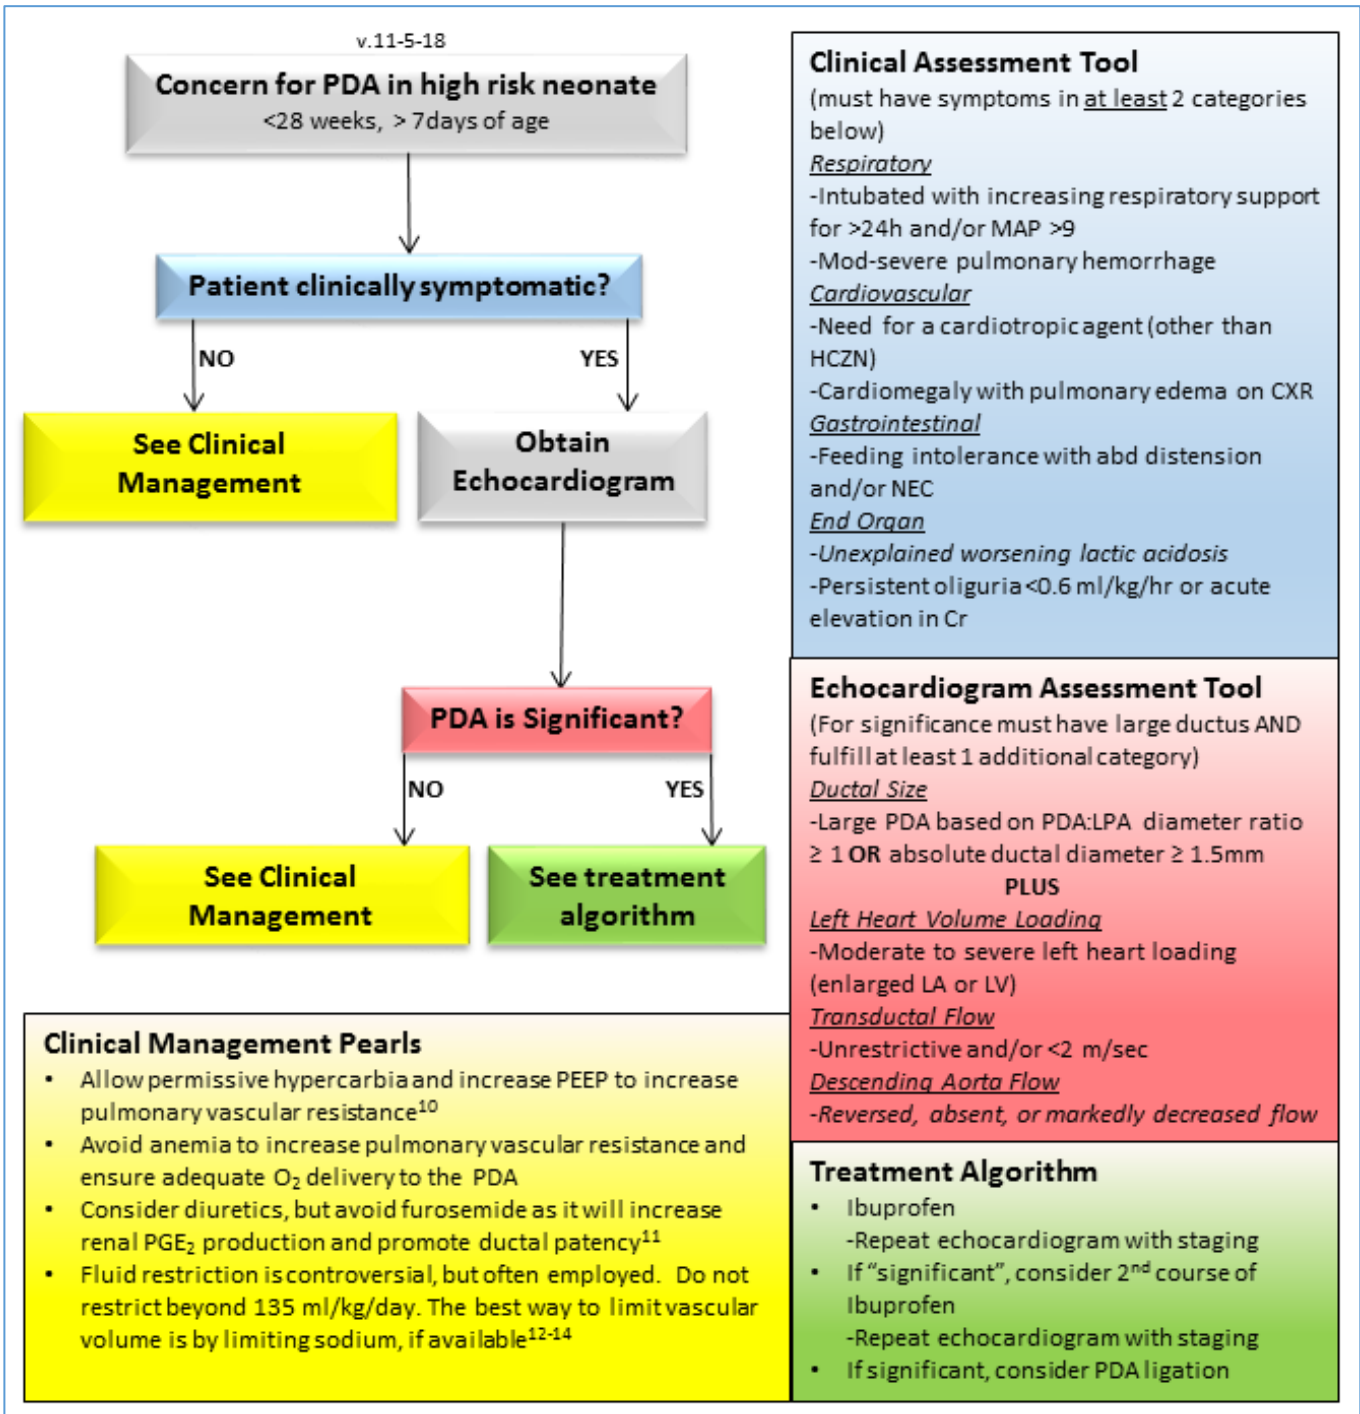 v.11-5-18
Concern for PDA in high risk neonate
<28 weeks, > 7days of age
Patient clinically symptomatic?
NO
YES
See Clinical
Management
Obtain
Echocardiogram
PDA is Significant?
NO
YES
See Clinical
Management
See treatment
algorithm
Clinical Assessment Tool
(must have symptoms in at least 2 categories
below)
Respiratory
-Intubated with increasing respiratory support
for >24h and/or MAP >9
-Mod-severe pulmonary hemorrhage
Cardiovascular
-Need for a cardiotropic agent (other than
HCZN)
-Cardiomegaly with pulmonary edema on CXR
Gastrointestinal
-Feeding intolerance with abd distension
and/or NEC
End Organ
-Unexplained worsening lactic acidosis
-Persistent oliguria <0.6 ml/kg/hr or acute
elevation in Cr
Echocardiogram Assessment Tool
(For significance must have large ductus AND
fulfill at least 1 additional category)
Ductal Size
-Large PDA based on PDA:LPA diameter ratio
≥ 1 OR absolute ductal diameter ≥ 1.5mm
PLUS
Left Heart Volume Loading
-Moderate to severe left heart loading
(enlarged LA or LV)
Transductal Flow
-Unrestrictive and/or <2 m/sec
Descending Aorta Flow
-Reversed, absent, or markedly decreased flow
Clinical Management Pearls
• Allow permissive hypercarbia and increase PEEP to increase
pulmonary vascular resistance¹⁰
• Avoid anemia to increase pulmonary vascular resistance and
ensure adequate O₂ delivery to the PDA
• Consider diuretics, but avoid furosemide as it will increase
renal PGE₂ production and promote ductal patency¹¹
• Fluid restriction is controversial, but often employed. Do not
restrict beyond 135 ml/kg/day. The best way to limit vascular
volume is by limiting sodium, if available¹²⁻¹⁴
Treatment Algorithm
• Ibuprofen
-Repeat echocardiogram with staging
• If “significant”, consider 2ⁿᵈ course of
Ibuprofen
-Repeat echocardiogram with staging
• If significant, consider PDA ligation